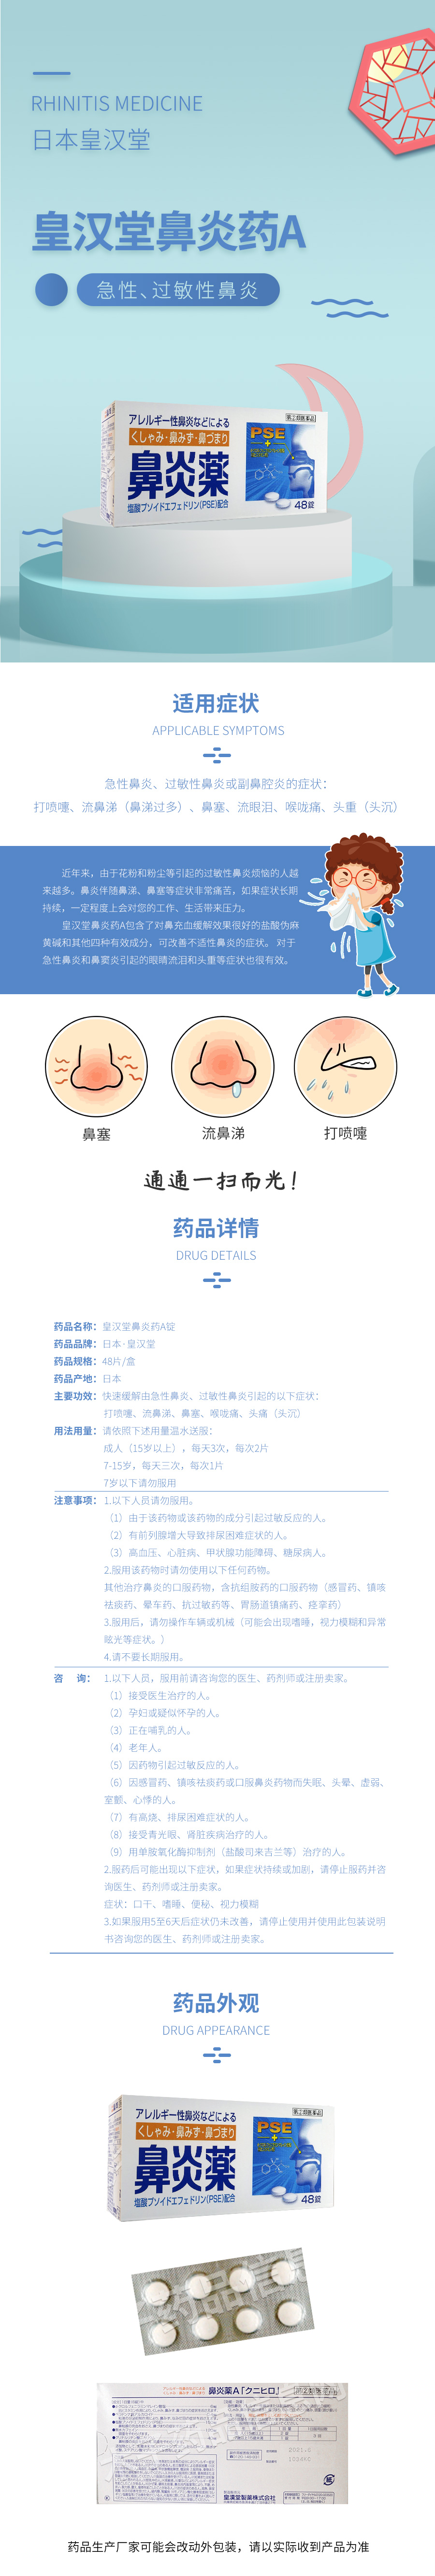 RHINITIS MEDICINE
日本皇汉堂
皇汉堂鼻炎药A
急性、过敏性鼻炎
アレルギー性鼻炎などによる
くしゃみ・鼻みず・鼻づまり
鼻炎薬
塩酸プソイドエフェドリン(PSE)配合
PSE
+
48錠
适用症状
APPLICABLE SYMPTOMS
急性鼻炎、过敏性鼻炎或副鼻腔炎的症状：
打喷嚏、流鼻涕（鼻涕过多）、鼻塞、流眼泪、喉咙痛、头重（头沉）
近年来，由于花粉和粉尘等引起的过敏性鼻炎烦恼的人越
来越多。鼻炎伴随鼻涕、鼻塞等症状非常痛苦，如果症状长期
持续，一定程度上会对您的工作、生活带来压力。
皇汉堂鼻炎药A包含了对鼻充血缓解效果很好的盐酸伪麻
黄碱和其他四种有效成分，可改善不适性鼻炎的症状。 对于
急性鼻炎和鼻窦炎引起的眼睛流泪和头重等症状也很有效。
鼻塞
流鼻涕
打喷嚏
通通一扫而光！
药品详情
DRUG DETAILS
药品名称：皇汉堂鼻炎药A锭
药品品牌：日本·皇汉堂
药品规格：48片/盒
药品产地：日本
主要功效：快速缓解由急性鼻炎、过敏性鼻炎引起的以下症状：
打喷嚏、流鼻涕、鼻塞、喉咙痛、头痛（头沉）
用法用量：请依照下述用量温水送服：
成人（15岁以上），每天3次，每次2片
7-15岁，每天三次，每次1片
7岁以下请勿服用
注意事项：1.以下人员请勿服用。
（1）由于该药物或该药物的成分引起过敏反应的人。
（2）有前列腺增大导致排尿困难症状的人。
（3）高血压、心脏病、甲状腺功能障碍、糖尿病人。
2.服用该药物时请勿使用以下任何药物。
其他治疗鼻炎的口服药物，含抗组胺药的口服药物（感冒药、镇咳
祛痰药、晕车药、抗过敏药等、胃肠道镇痛药、痉挛药）
3.服用后，请勿操作车辆或机械（可能会出现嗜睡，视力模糊和异常
眩光等症状。）
4.请不要长期服用。
咨 询：1.以下人员，服用前请咨询您的医生、药剂师或注册卖家。
（1）接受医生治疗的人。
（2）孕妇或疑似怀孕的人。
（3）正在哺乳的人。
（4）老年人。
（5）因药物引起过敏反应的人。
（6）因感冒药、镇咳祛痰药或口服鼻炎药物而失眠、头晕、虚弱、
室颤、心悸的人。
（7）有高烧、排尿困难症状的人。
（8）接受青光眼、肾脏疾病治疗的人。
（9）用单胺氧化酶抑制剂（盐酸司来吉兰等）治疗的人。
2.服药后可能出现以下症状，如果症状持续或加剧，请停止服药并咨
询医生、药剂师或注册卖家。
症状：口干、嗜睡、便秘、视力模糊
3.如果服用5至6天后症状仍未改善，请停止使用并使用此包装说明
书咨询您的医生、药剂师或注册卖家。
药品外观
DRUG APPEARANCE
アレルギー性鼻炎などによる
くしゃみ・鼻みず・鼻づまり
鼻炎薬
塩酸プソイドエフェドリン(PSE)配合
PSE
+
48錠
鼻炎薬A「クニヒロ」
皇漢堂製薬株式会社
药品生产厂家可能会改动外包装，请以实际收到产品为准